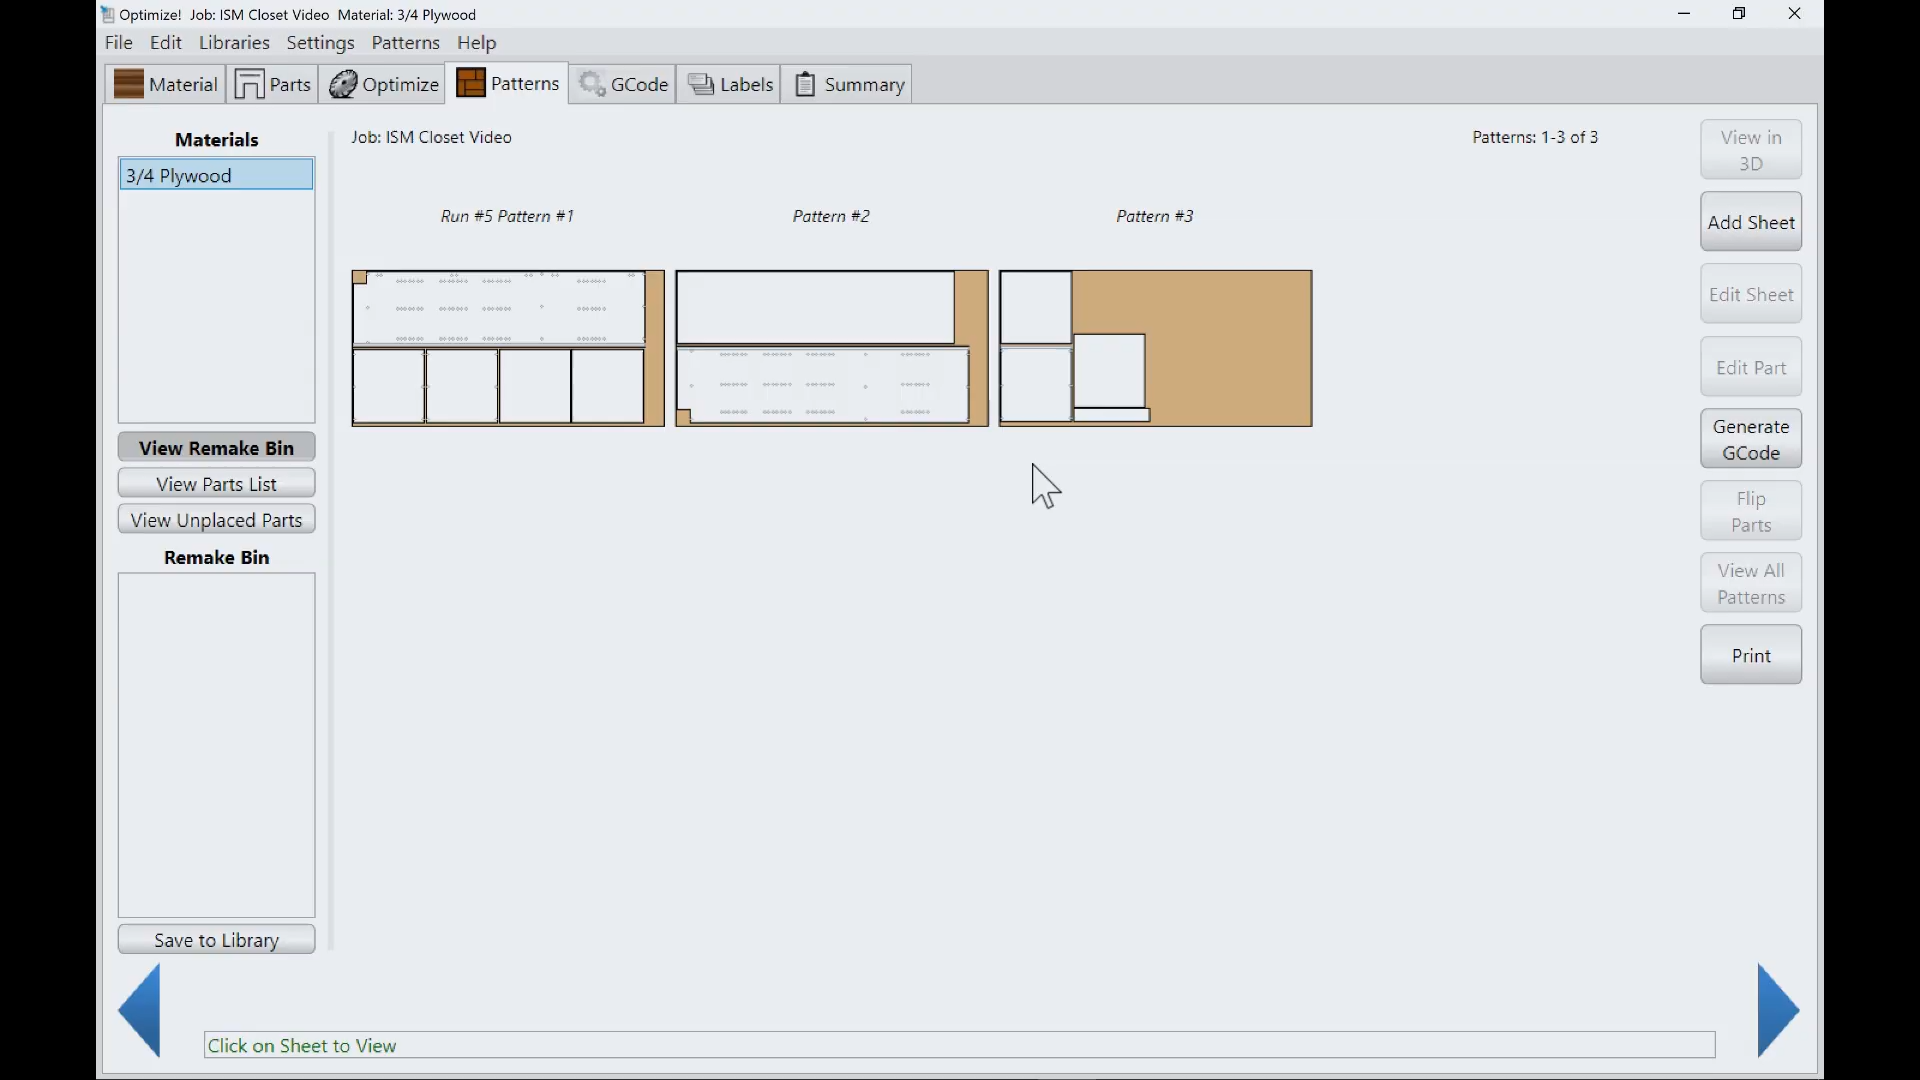 Optimize! Job: ISM Closet Video Material: 3/4 Plywood
File Edit Libraries Settings Patterns Help
Material Parts Optimize Patterns GCode Labels Summary
Materials
3/4 Plywood
View Remake Bin
View Parts List
View Unplaced Parts
Remake Bin
Save to Library
Job: ISM Closet Video
Patterns: 1-3 of 3
Run #5 Pattern #1
Pattern #2
Pattern #3
View in
3D
Add Sheet
Edit Sheet
Edit Part
Generate
GCode
Flip
Parts
View All
Patterns
Print
Click on Sheet to View